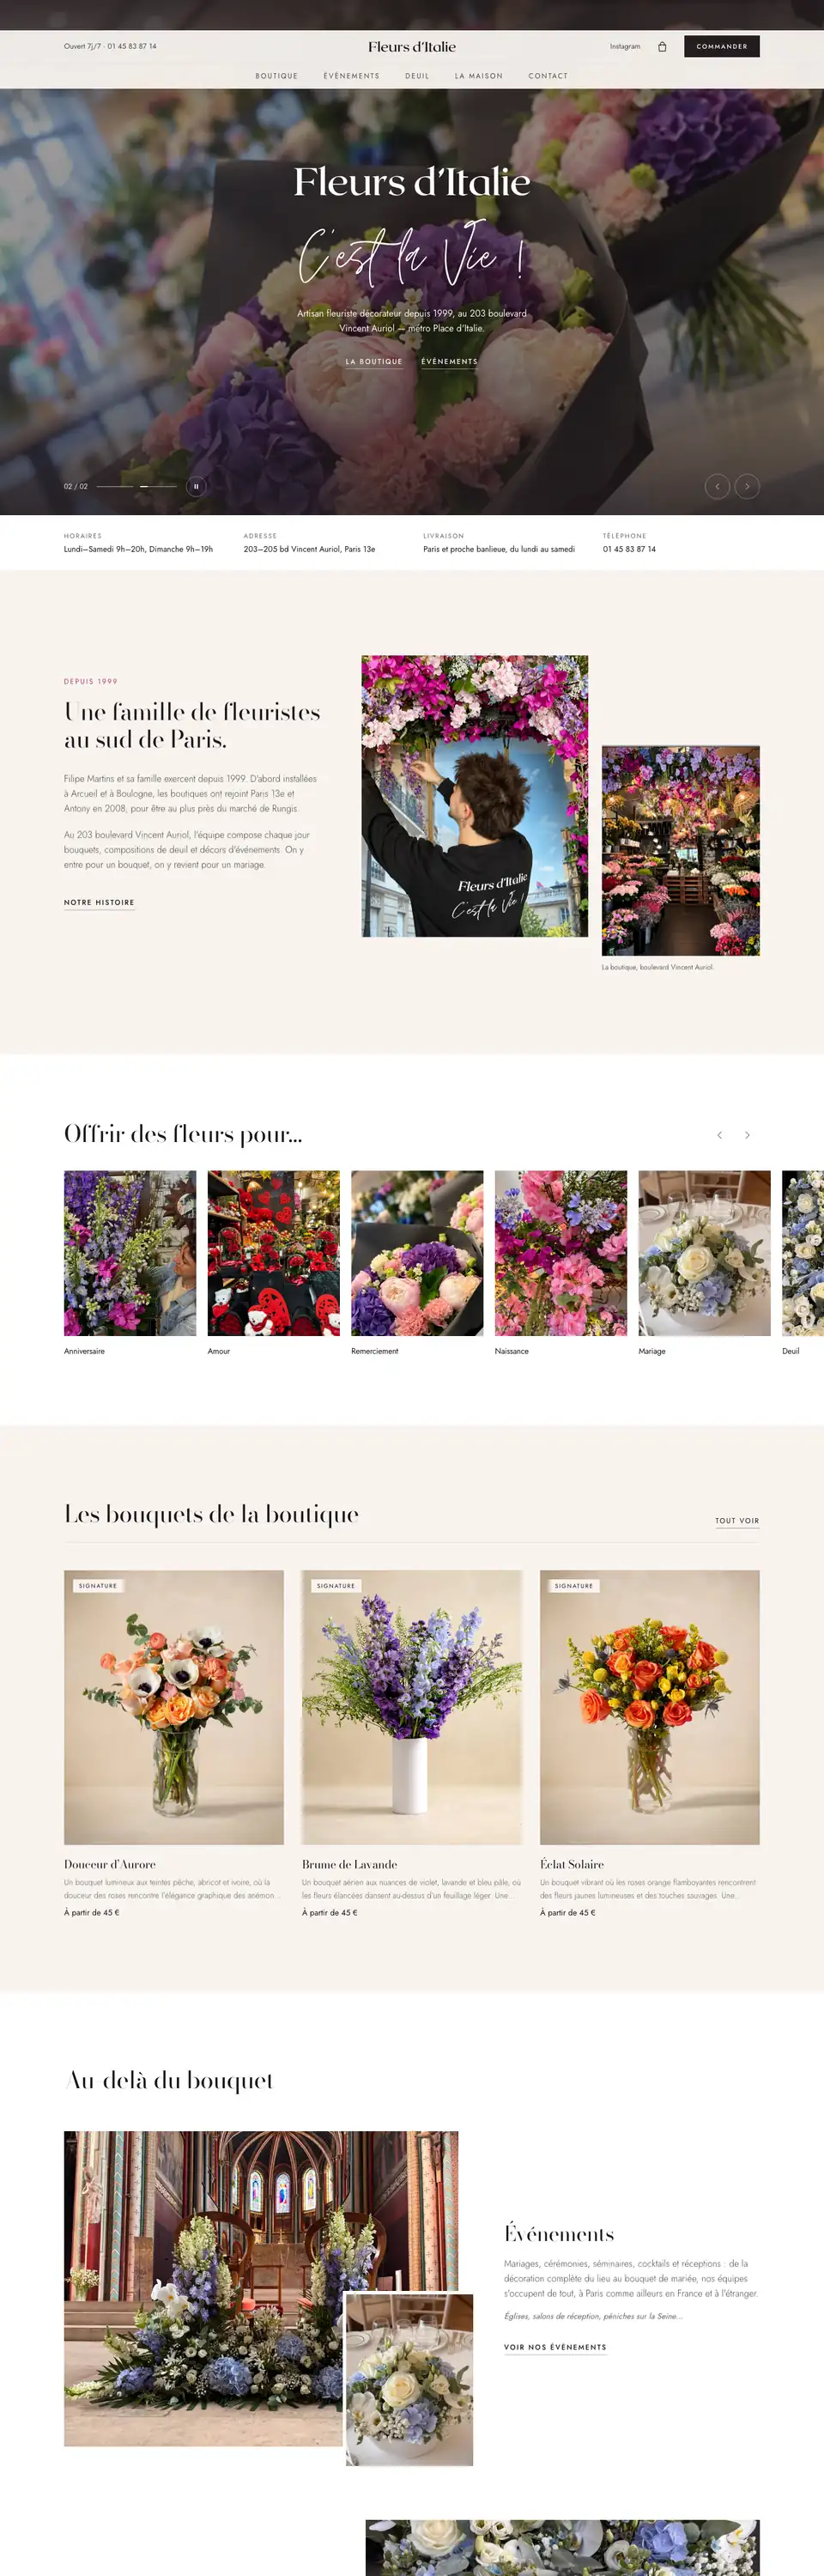 Ouvert 7j/7 · 01 45 83 87 14
Fleurs d'Italie
Instagram
COMMANDER
BOUTIQUE
ÉVÉNEMENTS
DEUIL
LA MAISON
CONTACT
Fleurs d'Italie
C'est la Vie !
Artisan fleuriste décorateur depuis 1999, au 203 boulevard
Vincent Auriol — métro Place d'Italie.
LA BOUTIQUE
ÉVÉNEMENTS
02 / 02
HORAIRES
Lundi–Samedi 9h–20h, Dimanche 9h–19h
ADRESSE
203–205 bd Vincent Auriol, Paris 13e
LIVRAISON
Paris et proche banlieue, du lundi au samedi
TÉLÉPHONE
01 45 83 87 14
DEPUIS 1999
Une famille de fleuristes
au sud de Paris.
Filipe Martins et sa famille exercent depuis 1999. D'abord installées
à Arcueil et à Boulogne, les boutiques ont rejoint Paris 13e et
Antony en 2008, pour être au plus près du marché de Rungis.
Au 203 boulevard Vincent Auriol, l'équipe compose chaque jour
bouquets, compositions de deuil et décors d'événements. On y
entre pour un bouquet, on y revient pour un mariage.
NOTRE HISTOIRE
Fleurs d'Italie
C'est la Vie !
La boutique, boulevard Vincent Auriol.
Offrir des fleurs pour...
Anniversaire
Amour
Remerciement
Naissance
Mariage
Deuil
Les bouquets de la boutique
TOUT VOIR
SIGNATURE
SIGNATURE
SIGNATURE
Douceur d'Aurore
Un bouquet lumineux aux teintes pêche, abricot et ivoire, où la
douceur des roses rencontre l'élégance graphique des anémon...
À partir de 45 €
Brume de Lavande
Un bouquet aérien aux nuances de violet, lavande et bleu pâle, où
les fleurs élancées dansent au-dessus d'un feuillage léger. Une...
À partir de 45 €
Éclat Solaire
Un bouquet vibrant où les roses orange flamboyantes rencontrent
des fleurs jaunes lumineuses et des touches sauvages. Une...
À partir de 45 €
Au-delà du bouquet
Événements
Mariages, cérémonies, séminaires, cocktails et réceptions : de la
décoration complète du lieu au bouquet de mariée, nos équipes
s'occupent de tout, à Paris comme ailleurs en France et à l'étranger.
Églises, salons de réception, péniches sur la Seine...
VOIR NOS ÉVÉNEMENTS